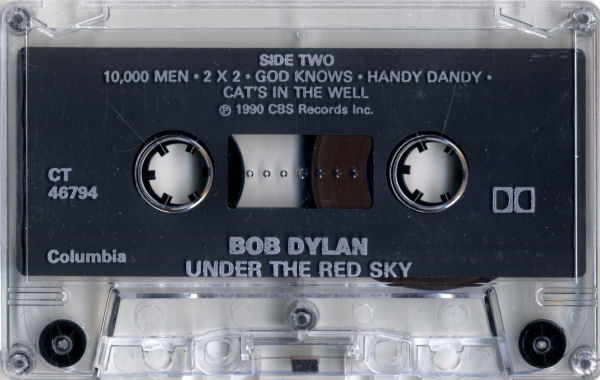 SIDE TWO
10,000 MEN • 2 X 2 • GOD KNOWS • HANDY DANDY •
CAT'S IN THE WELL
℗ 1990 CBS Records Inc.
CT
46794
Columbia
BOB DYLAN
UNDER THE RED SKY